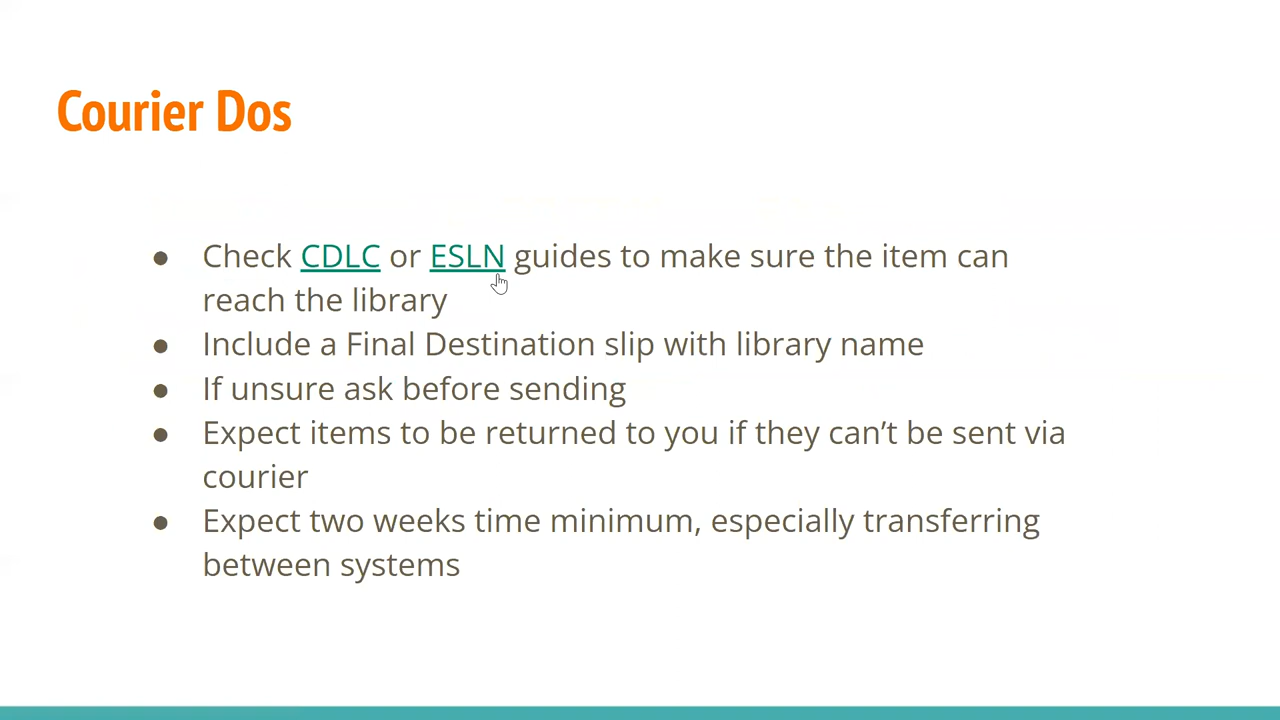 Courier Dos
● Check CDLC or ESLN guides to make sure the item can
reach the library
● Include a Final Destination slip with library name
● If unsure ask before sending
● Expect items to be returned to you if they can’t be sent via
courier
● Expect two weeks time minimum, especially transferring
between systems